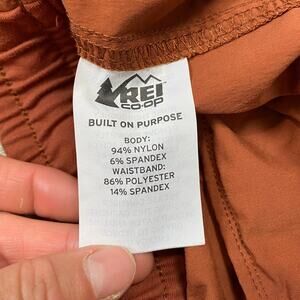 REI
CO·OP
BUILT ON PURPOSE
BODY:
94% NYLON
6% SPANDEX
WAISTBAND:
86% POLYESTER
14% SPANDEX